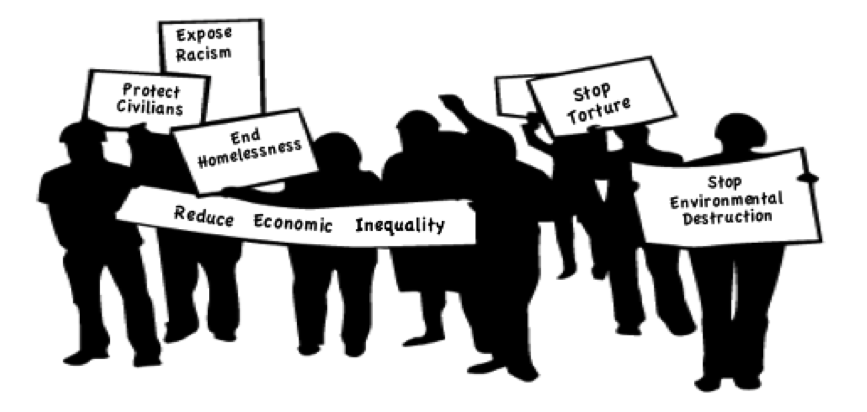 Expose
Racism
Protect
Civilians
End
Homelessness
Reduce Economic Inequality
Stop
Torture
Stop
Environmental
Destruction